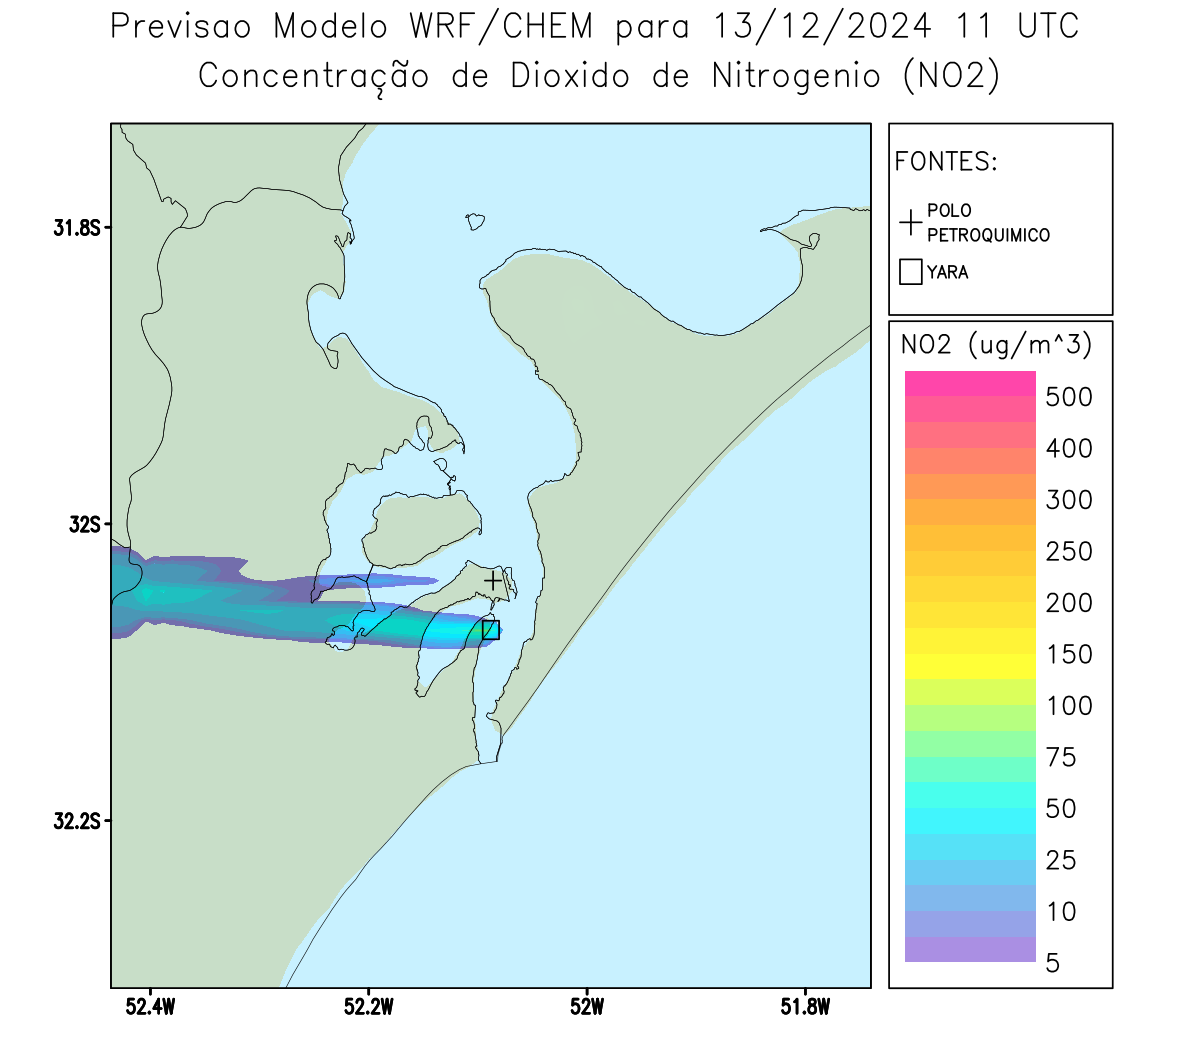 Previsao Modelo WRF/CHEM para 13/12/2024 11 UTC
Concentração de Dioxido de Nitrogenio (NO2)
FONTES:
POLO
PETROQUIMICO
YARA
NO2 (ug/m^3)
500
400
300
250
200
150
100
75
50
25
10
5
31.8S
32S
32.2S
52.4W
52.2W
52W
51.8W